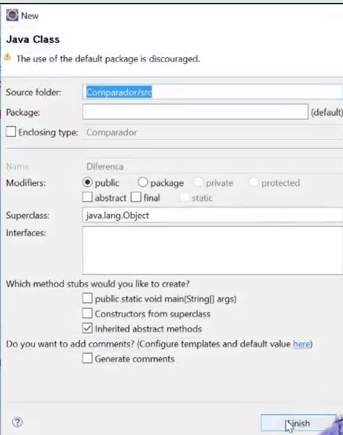 New
Java Class
The use of the default package is discouraged.
Source folder: Comparador/src
Package: (default)
Enclosing type: Comparador
Name: Diferenca
Modifiers: public package private protected
abstract final static
Superclass: java.lang.Object
Interfaces:
Which method stubs would you like to create?
public static void main(String[] args)
Constructors from superclass
Inherited abstract methods
Do you want to add comments? (Configure templates and default value here)
Generate comments
? Finish